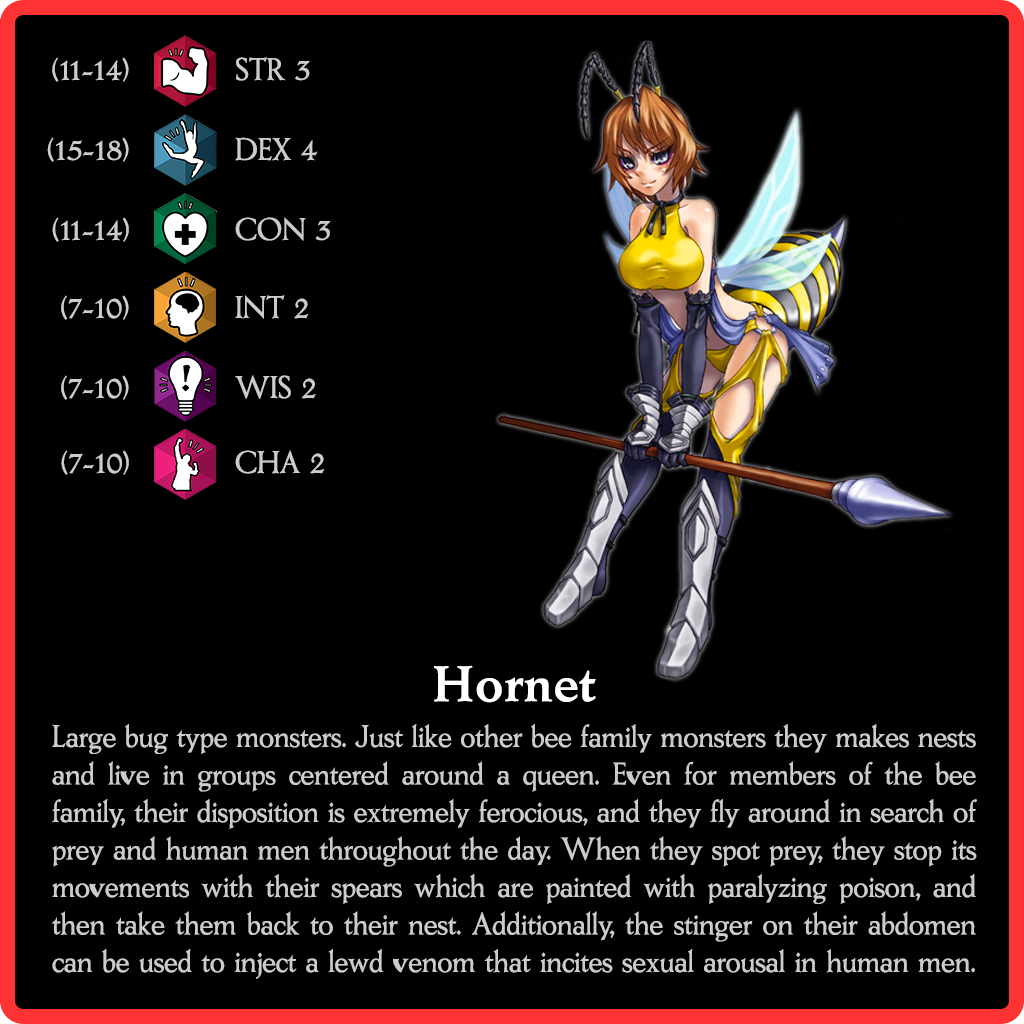 (11-14) STR 3
(15-18) DEX 4
(11-14) CON 3
(7-10) INT 2
(7-10) WIS 2
(7-10) CHA 2
Hornet
Large bug type monsters. Just like other bee family monsters they makes nests
and live in groups centered around a queen. Even for members of the bee
family, their disposition is extremely ferocious, and they fly around in search of
prey and human men throughout the day. When they spot prey, they stop its
movements with their spears which are painted with paralyzing poison, and
then take them back to their nest. Additionally, the stinger on their abdomen
can be used to inject a lewd venom that incites sexual arousal in human men.